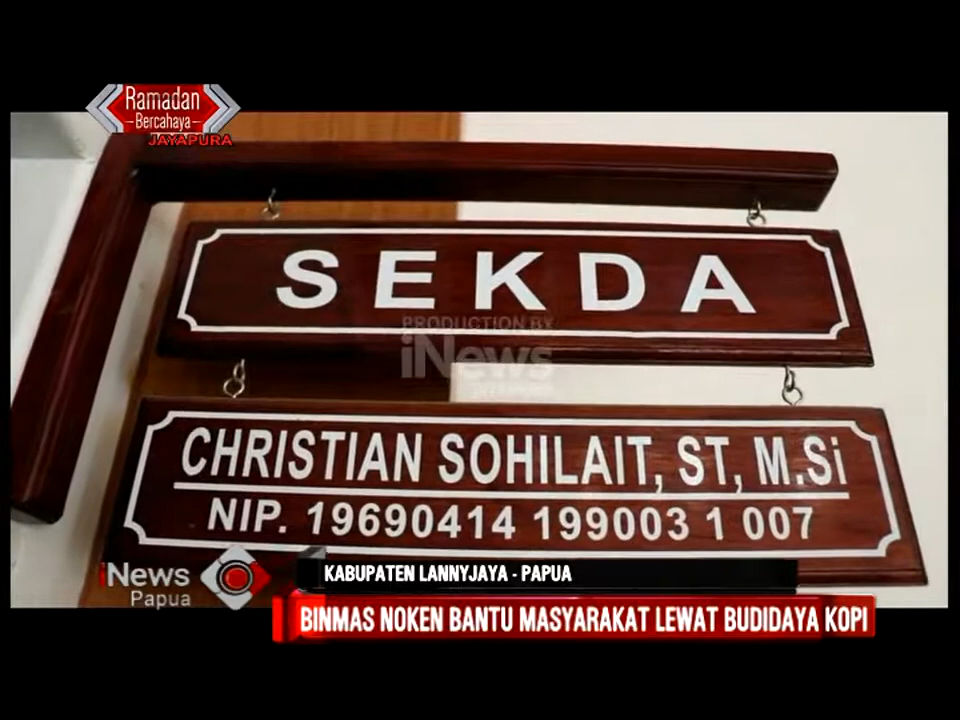 Ramadan
Bercahaya
JAYAPURA
SEKDA
PRODUCTION BY
iNews
CHRISTIAN SOHILAIT, ST, M.Si
NIP. 19690414 199003 1 007
iNews
Papua
KABUPATEN LANNYJAYA - PAPUA
BINMAS NOKEN BANTU MASYARAKAT LEWAT BUDIDAYA KOPI